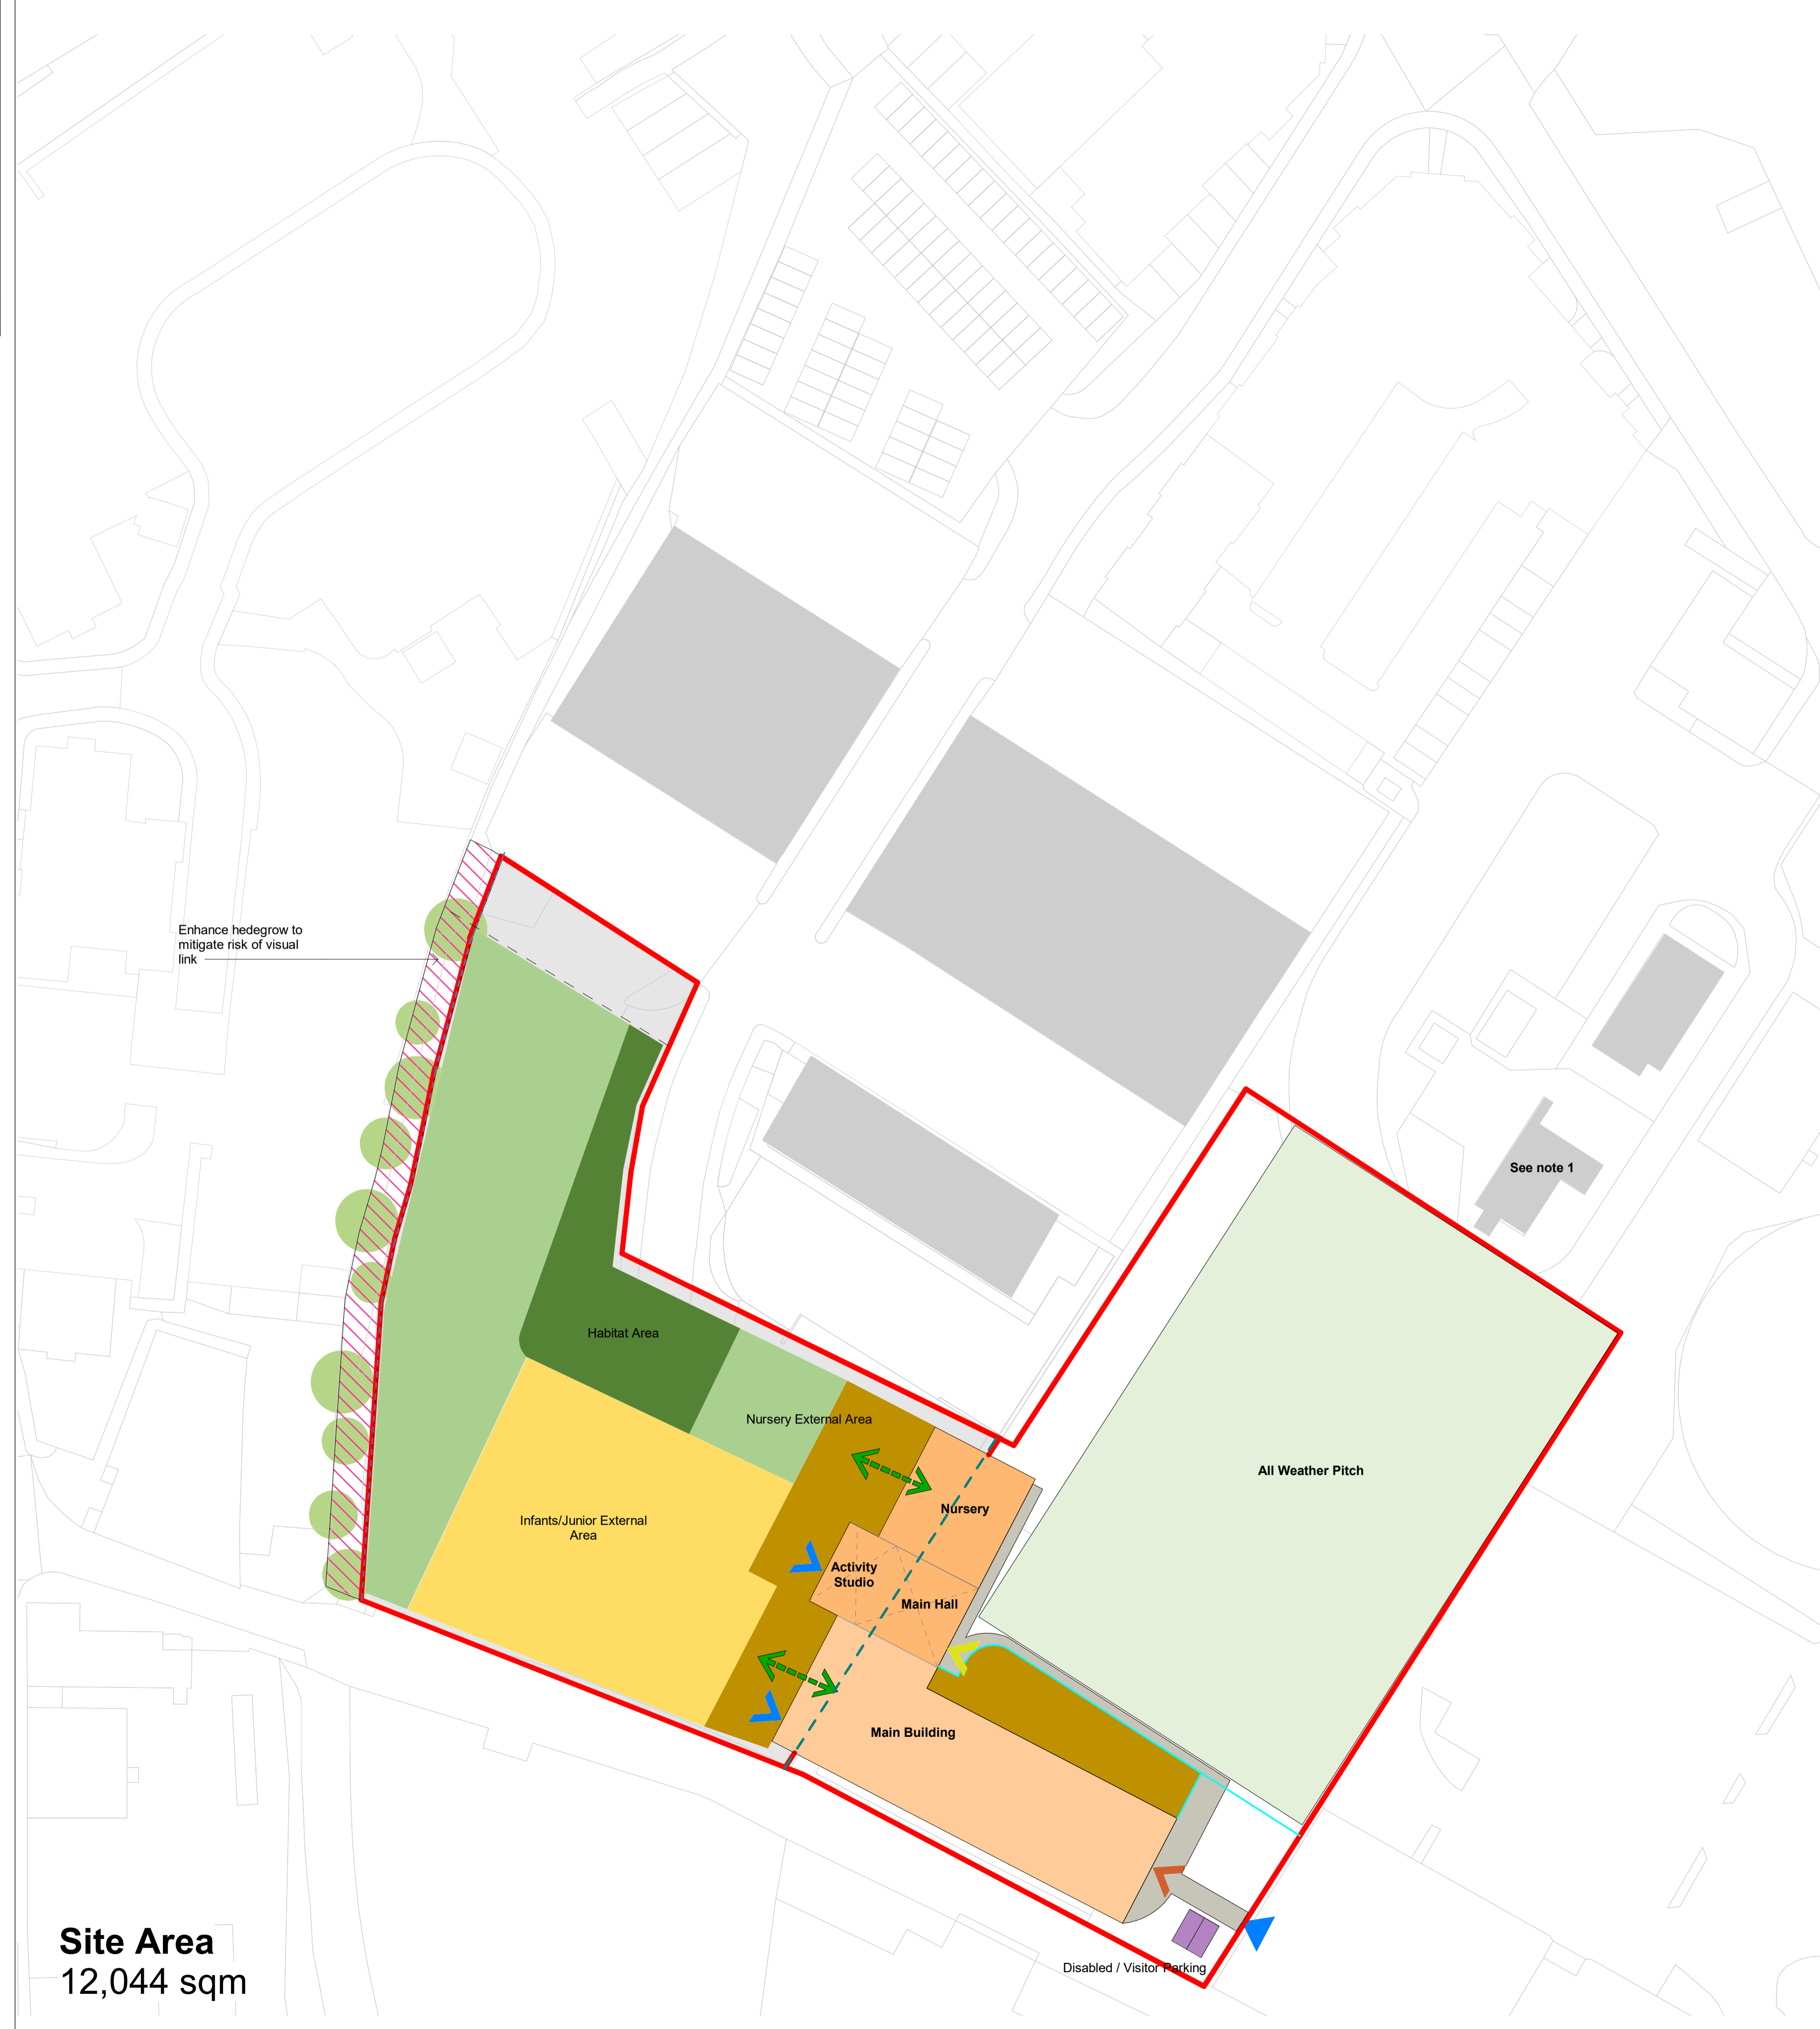 Enhance hedegrow to
mitigate risk of visual
link
See note 1
Habitat Area
Nursery External Area
All Weather Pitch
Nursery
Infants/Junior External
Area
Activity
Studio
Main Hall
Main Building
Site Area
12,044 sqm
Disabled / Visitor Parking